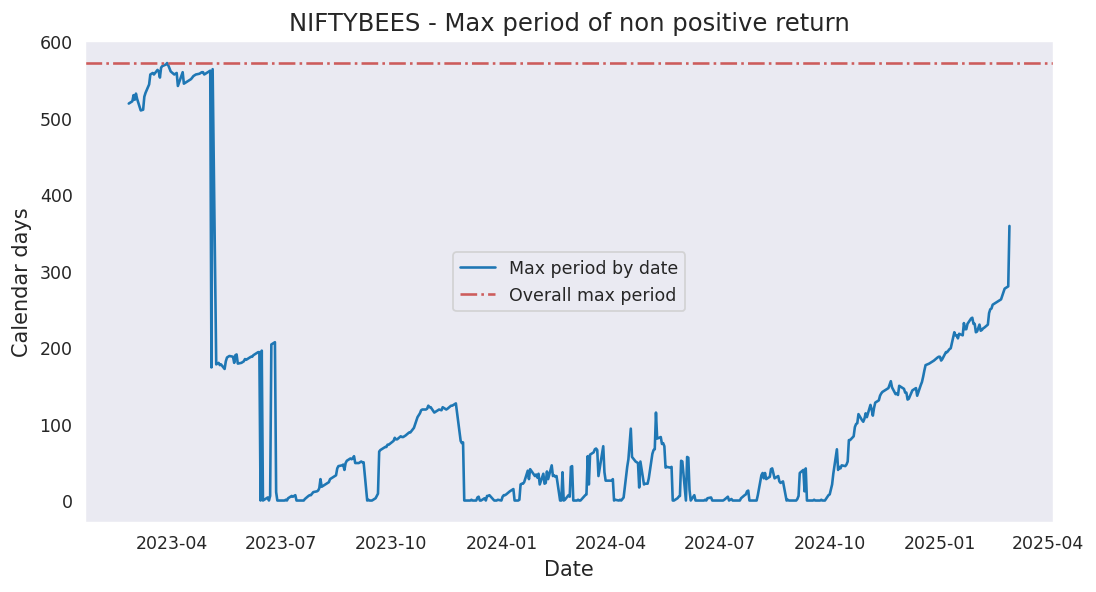 NIFTYBEES - Max period of non positive return
600
500
400
300
200
100
0
Calendar days
Max period by date
Overall max period
2023-04 2023-07 2023-10 2024-01 2024-04 2024-07 2024-10 2025-01 2025-04
Date